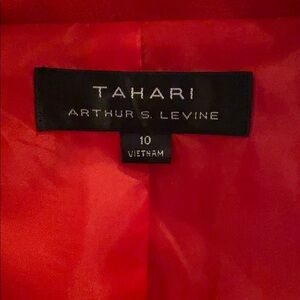 TAHARI
ARTHUR S. LEVINE
10
VIETNAM